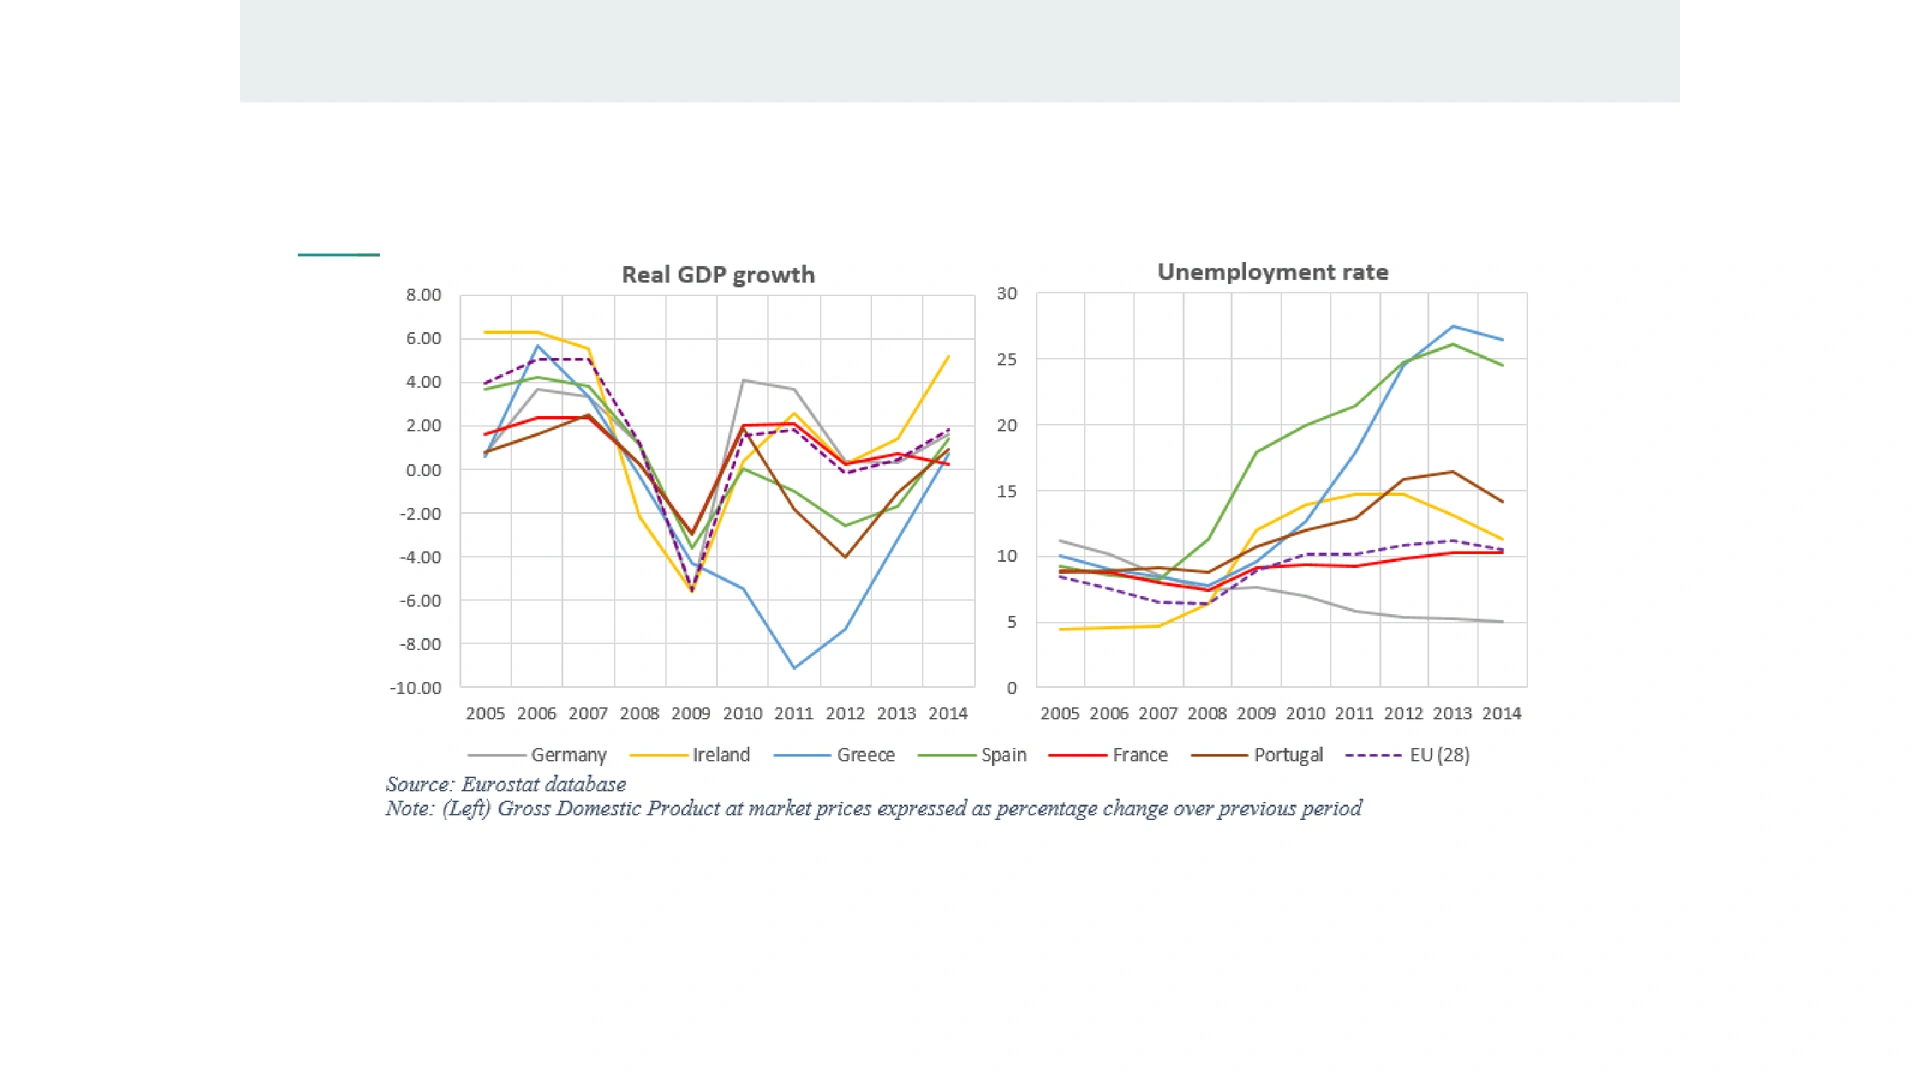 Real GDP growth
8.00
6.00
4.00
2.00
0.00
-2.00
-4.00
-6.00
-8.00
-10.00
2005 2006 2007 2008 2009 2010 2011 2012 2013 2014
Unemployment rate
30
25
20
15
10
5
0
2005 2006 2007 2008 2009 2010 2011 2012 2013 2014
Germany Ireland Greece Spain France Portugal EU (28)
Source: Eurostat database
Note: (Left) Gross Domestic Product at market prices expressed as percentage change over previous period